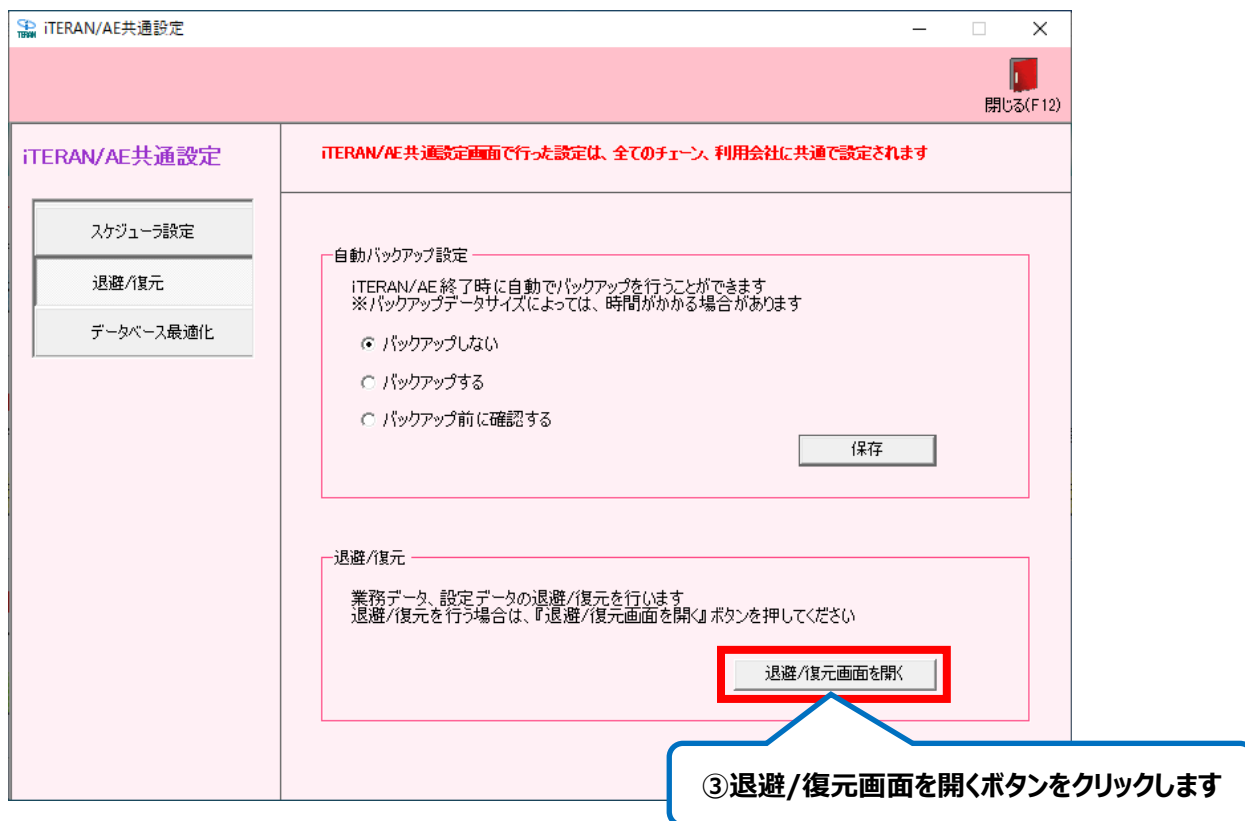 iTERAN/AE共通設定
閉じる(F12)
iTERAN/AE共通設定
iTERAN/AE共通設定画面で行った設定は、全てのチェーン、利用会社に共通で設定されます
スケジューラ設定
退避/復元
データベース最適化
自動バックアップ設定
iTERAN/AE終了時に自動でバックアップを行うことができます
※バックアップデータサイズによっては、時間がかかる場合があります
バックアップしない
バックアップする
バックアップ前に確認する
保存
退避/復元
業務データ、設定データの退避/復元を行います
退避/復元を行う場合は、『退避/復元画面を開く』ボタンを押してください
退避/復元画面を開く
③退避/復元画面を開くボタンをクリックします